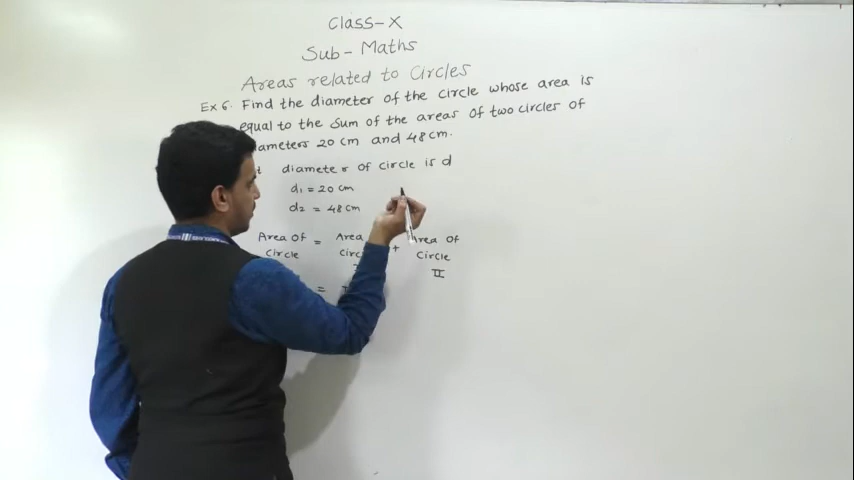 Class-X
Sub- Maths
Areas related to Circles
Ex 6. Find the diameter of the circle whose area is
equal to the sum of the areas of two circles of
diameters 20 cm and 48 cm.
diameter of circle is d
d1 = 20 cm
d2 = 48 cm
Area of = Area + Area of
Circle Circle
II
=